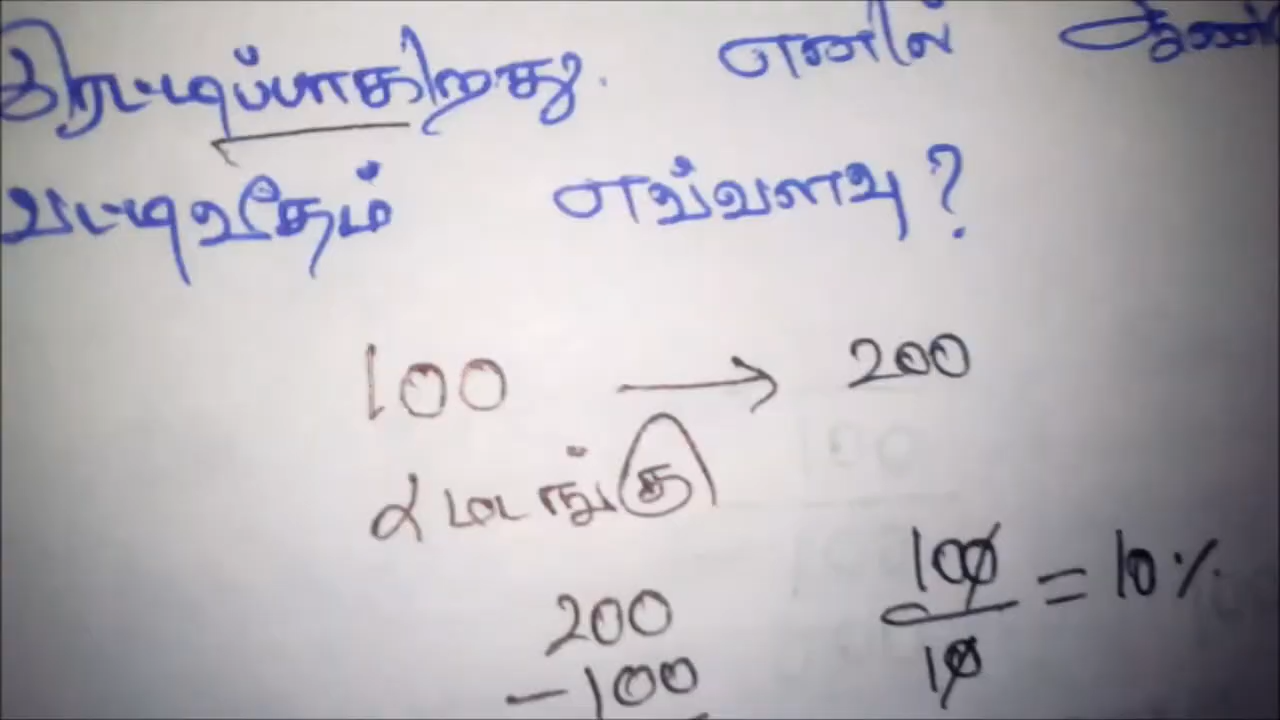 இரட்டிப்பாகிறது. எனில் ஆண்
வட்டிவீதம் எவ்வளவு?
100 → 200
2 மடங்கு
200
-100
100/10 = 10%